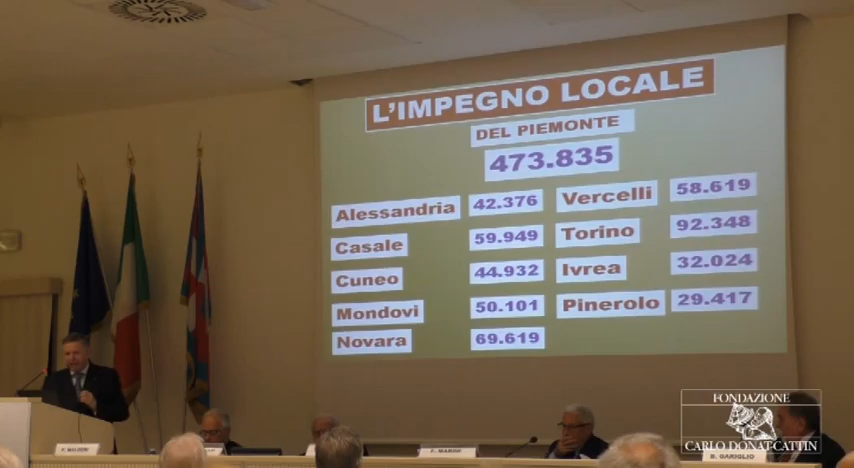 L'IMPEGNO LOCALE
DEL PIEMONTE
473.835
Alessandria 42.376
Casale 59.949
Cuneo 44.932
Mondovì 50.101
Novara 69.619
Vercelli 58.619
Torino 92.348
Ivrea 32.024
Pinerolo 29.417
FONDAZIONE
CARLO DONAT-CATTIN
B. GARIGLIO